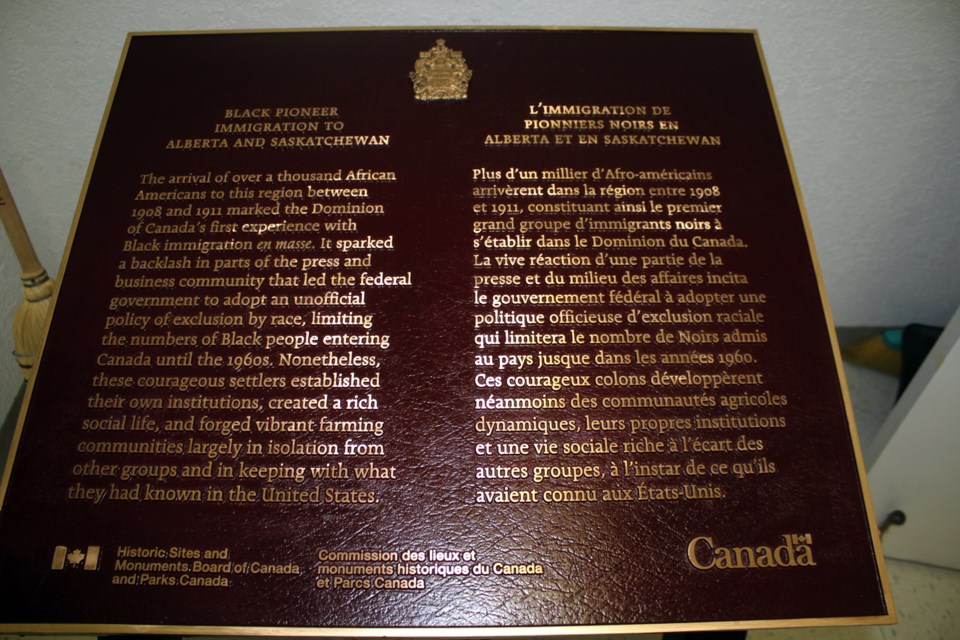 BLACK PIONEER
IMMIGRATION TO
ALBERTA AND SASKATCHEWAN
The arrival of over a thousand African
Americans to this region between
1908 and 1911 marked the Dominion
of Canada's first experience with
Black immigration en masse. It sparked
a backlash in parts of the press and
business community that led the federal
government to adopt an unofficial
policy of exclusion by race, limiting
the numbers of Black people entering
Canada until the 1960s. Nonetheless,
these courageous settlers established
their own institutions, created a rich
social life, and forged vibrant farming
communities largely in isolation from
other groups and in keeping with what
they had known in the United States.
L'IMMIGRATION DE
PIONNIERS NOIRS EN
ALBERTA ET EN SASKATCHEWAN
Plus d'un millier d'Afro-américains
arrivèrent dans la région entre 1908
et 1911, constituant ainsi le premier
grand groupe d'immigrants noirs à
s'établir dans le Dominion du Canada.
La vive réaction d'une partie de la
presse et du milieu des affaires incita
le gouvernement fédéral à adopter une
politique officieuse d'exclusion raciale
qui limitera le nombre de Noirs admis
au pays jusque dans les années 1960.
Ces courageux colons développèrent
néanmoins des communautés agricoles
dynamiques, leurs propres institutions
et une vie sociale riche à l'écart des
autres groupes, à l'instar de ce qu'ils
avaient connu aux États-Unis.
Historic Sites and
Monuments Board of Canada
and Parks Canada
Commission des lieux et
monuments historiques du Canada
et Parcs Canada
Canada